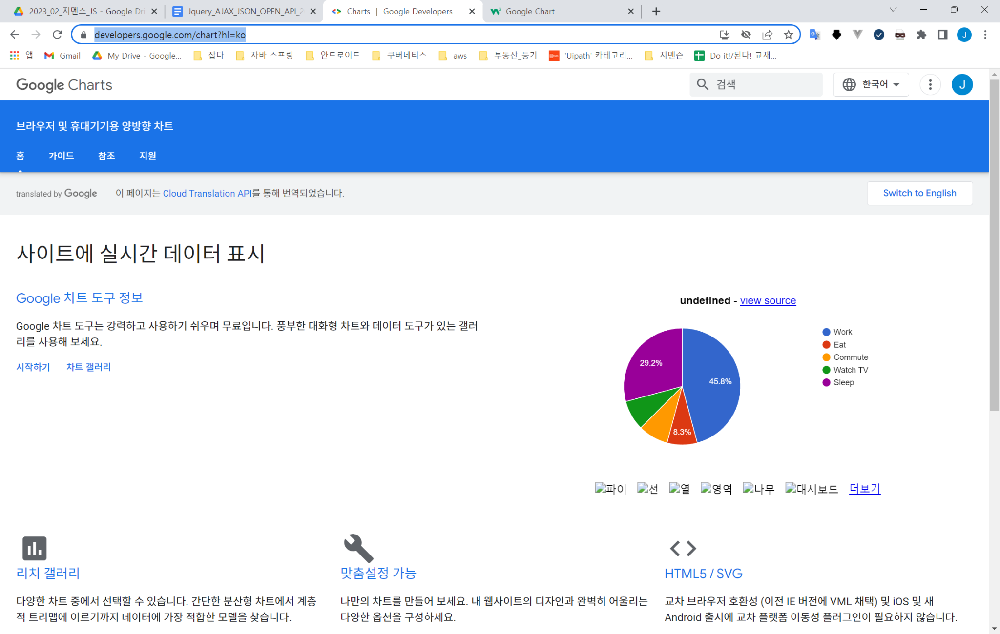 2023_02_지멘스_JS - Google Dri
Jquery_AJAX_JSON_OPEN_API_2
Charts | Google Developers
Google Chart
developers.google.com/chart?hl=ko
앱
Gmail
My Drive - Google...
잡다
자바 스프링
안드로이드
쿠버네티스
aws
부동산_등기
'Uipath' 카테고리...
지멘슨
Do it!/된다! 교재...
Google Charts
검색
한국어
J
브라우저 및 휴대기기용 양방향 차트
홈 가이드 참조 지원
translated by Google
이 페이지는 Cloud Translation API를 통해 번역되었습니다.
Switch to English
사이트에 실시간 데이터 표시
Google 차트 도구 정보
Google 차트 도구는 강력하고 사용하기 쉬우며 무료입니다. 풍부한 대화형 차트와 데이터 도구가 있는 갤러
리를 사용해 보세요.
시작하기 차트 갤러리
undefined - view source
Work
Eat
Commute
Watch TV
Sleep
29.2%
45.8%
8.3%
파이 선 열 영역 나무 대시보드 더보기
리치 갤러리
다양한 차트 중에서 선택할 수 있습니다. 간단한 분산형 차트에서 계층
적 트리맵에 이르기까지 데이터에 가장 적합한 모델을 찾습니다.
맞춤설정 가능
나만의 차트를 만들어 보세요. 내 웹사이트의 디자인과 완벽히 어울리는
다양한 옵션을 구성하세요.
HTML5 / SVG
교차 브라우저 호환성 (이전 IE 버전에 VML 채택) 및 iOS 및 새
Android 출시에 교차 플랫폼 이동성 플러그인이 필요하지 않습니다.